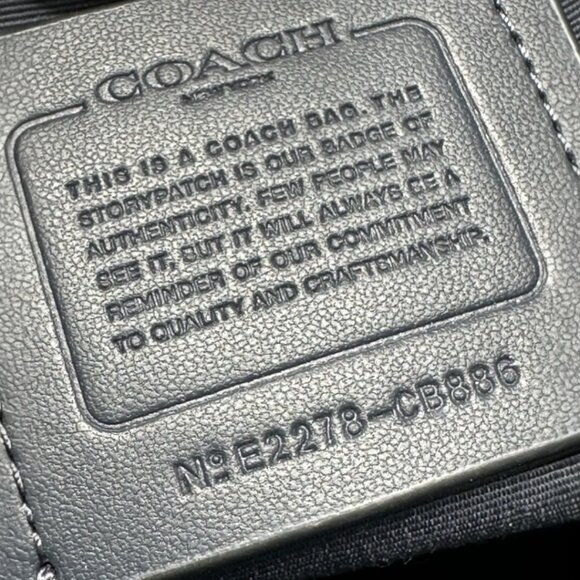 COACH
NEW YORK
THIS IS A COACH BAG. THE
STORYPATCH IS OUR BADGE OF
AUTHENTICITY. FEW PEOPLE MAY
SEE IT, BUT IT WILL ALWAYS BE A
REMINDER OF OUR COMMITMENT
TO QUALITY AND CRAFTSMANSHIP.
Nº E2278-CB886